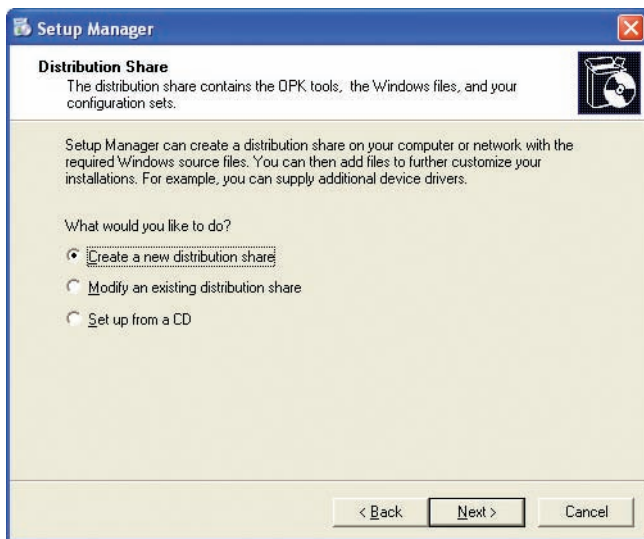 Setup Manager
Distribution Share
The distribution share contains the OPK tools, the Windows files, and your
configuration sets.
Setup Manager can create a distribution share on your computer or network with the
required Windows source files. You can then add files to further customize your
installations. For example, you can supply additional device drivers.
What would you like to do?
Create a new distribution share
Modify an existing distribution share
Set up from a CD
< Back
Next >
Cancel